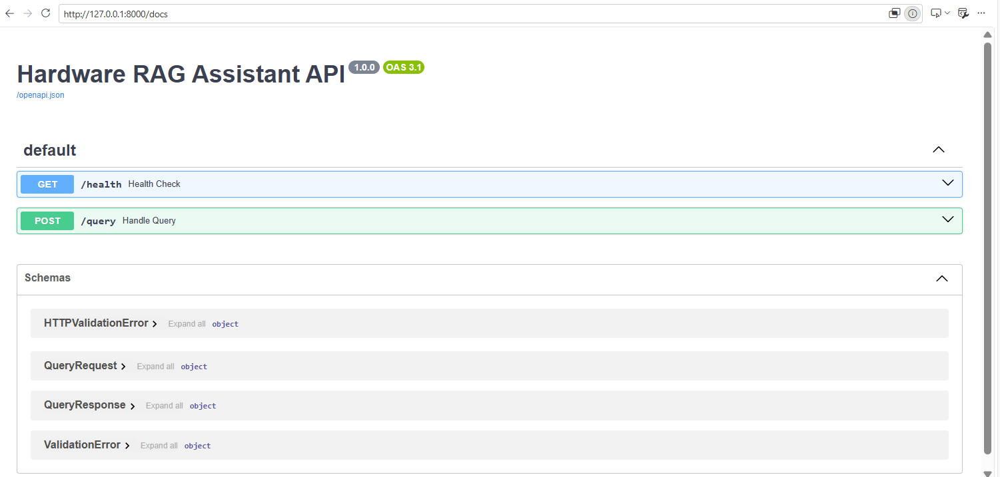 http://127.0.0.1:8000/docs
Hardware RAG Assistant API 1.0.0 OAS 3.1
/openapi.json
default
GET /health Health Check
POST /query Handle Query
Schemas
HTTPValidationError Expand all object
QueryRequest Expand all object
QueryResponse Expand all object
ValidationError Expand all object